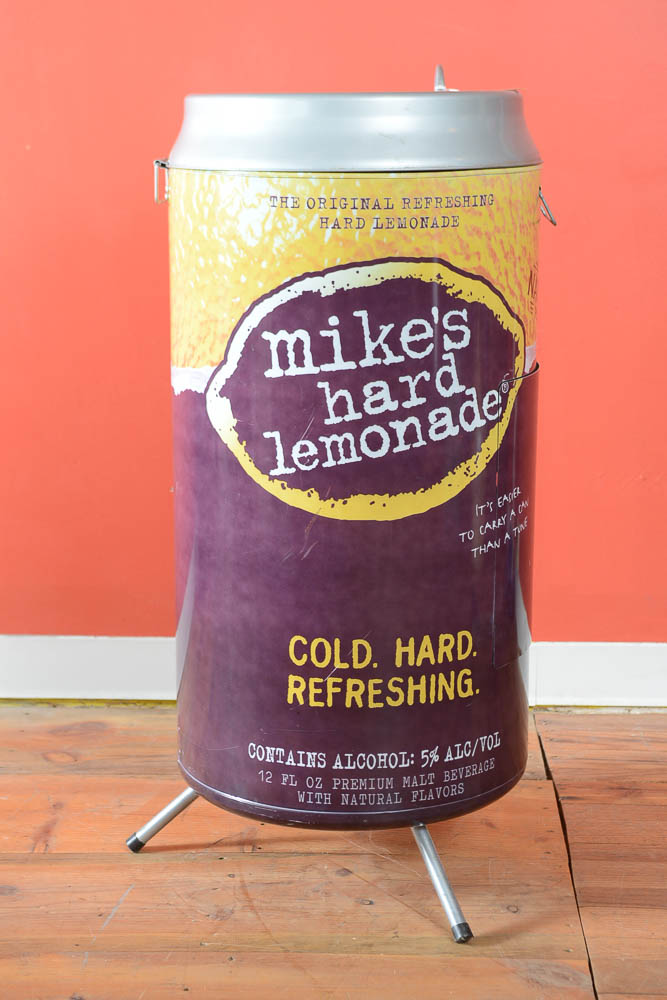 THE ORIGINAL REFRESHING
HARD LEMONADE
mike's
hard
lemonade®
IT'S EASIER
TO CARRY A CAN
THAN A TUNE
COLD. HARD.
REFRESHING.
CONTAINS ALCOHOL: 5% ALC/VOL
12 FL OZ PREMIUM MALT BEVERAGE
WITH NATURAL FLAVORS